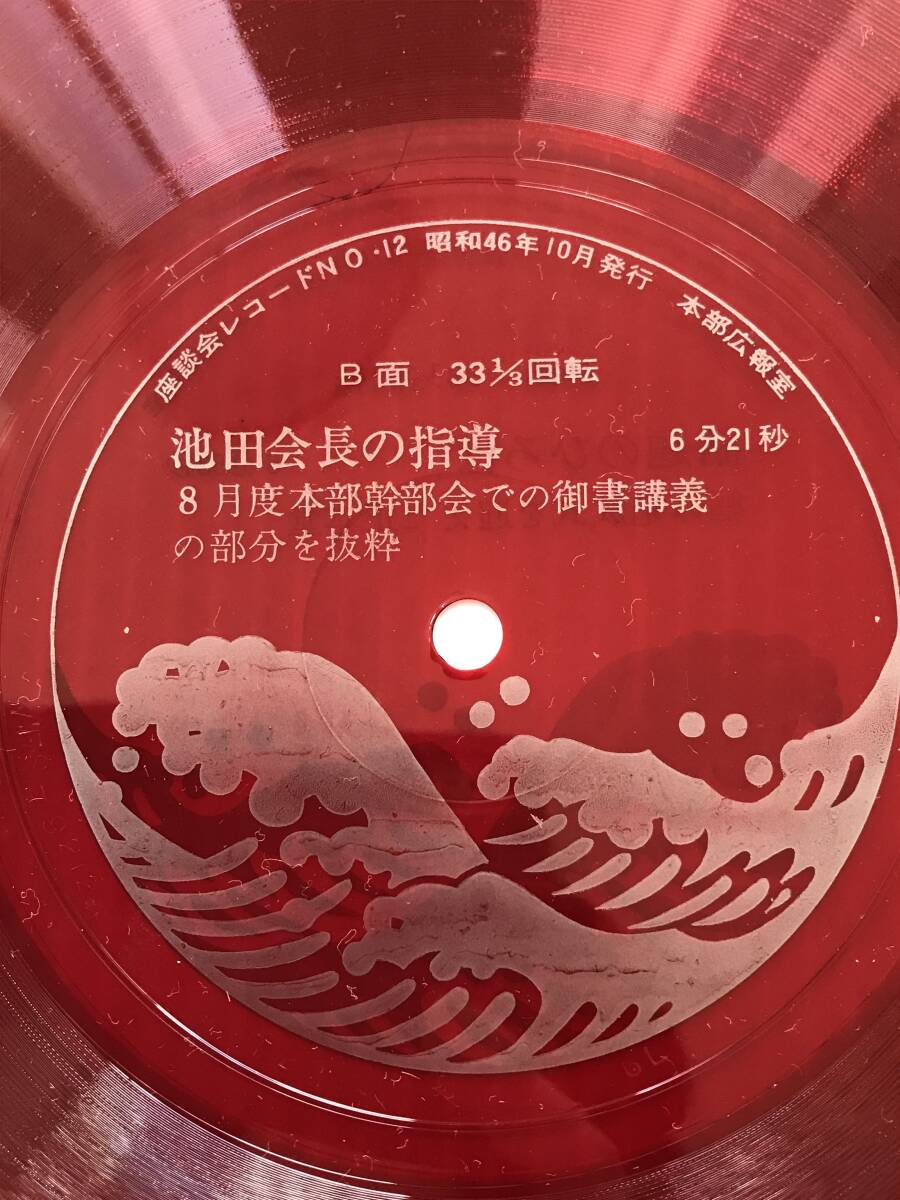 座談会レコードNO・12 昭和46年10月発行 本部広報室
B面 33⅓回転
池田会長の指導 6分21秒
8月度本部幹部会での御書講義
の部分を抜粋